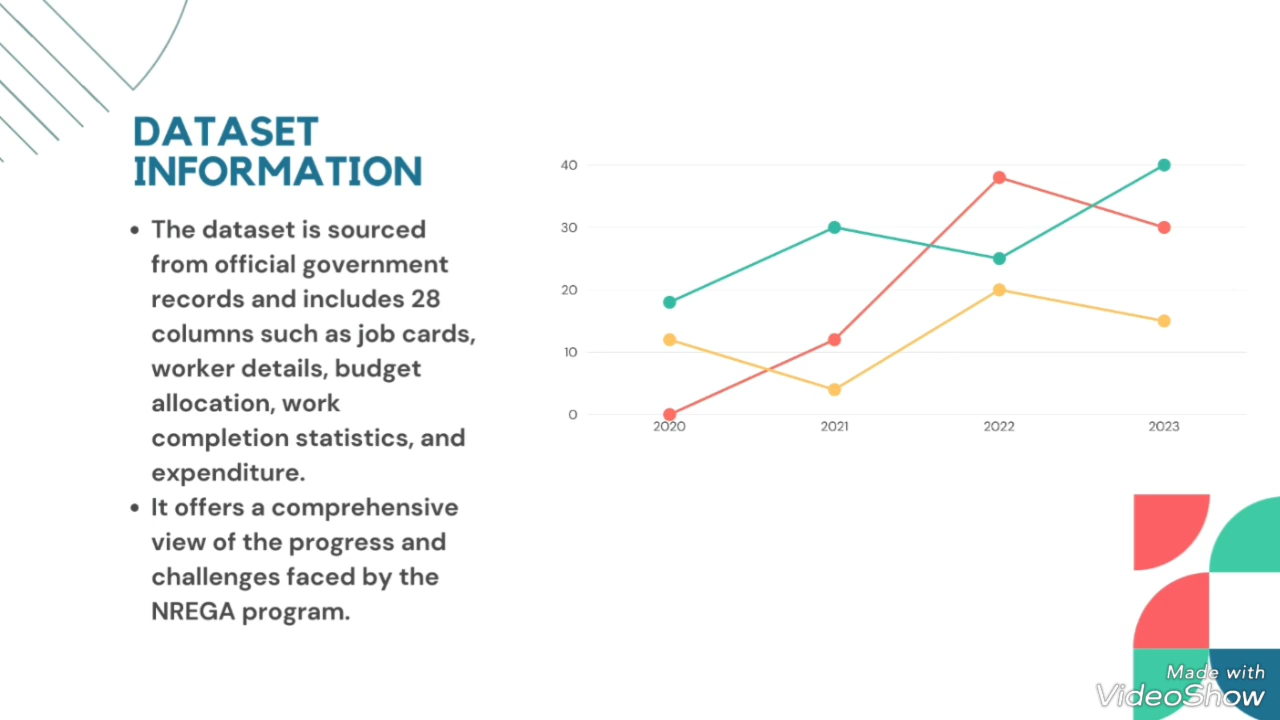 DATASET
INFORMATION
• The dataset is sourced
from official government
records and includes 28
columns such as job cards,
worker details, budget
allocation, work
completion statistics, and
expenditure.
• It offers a comprehensive
view of the progress and
challenges faced by the
NREGA program.
40
30
20
10
0
2020 2021 2022 2023
Made with
VideoShow